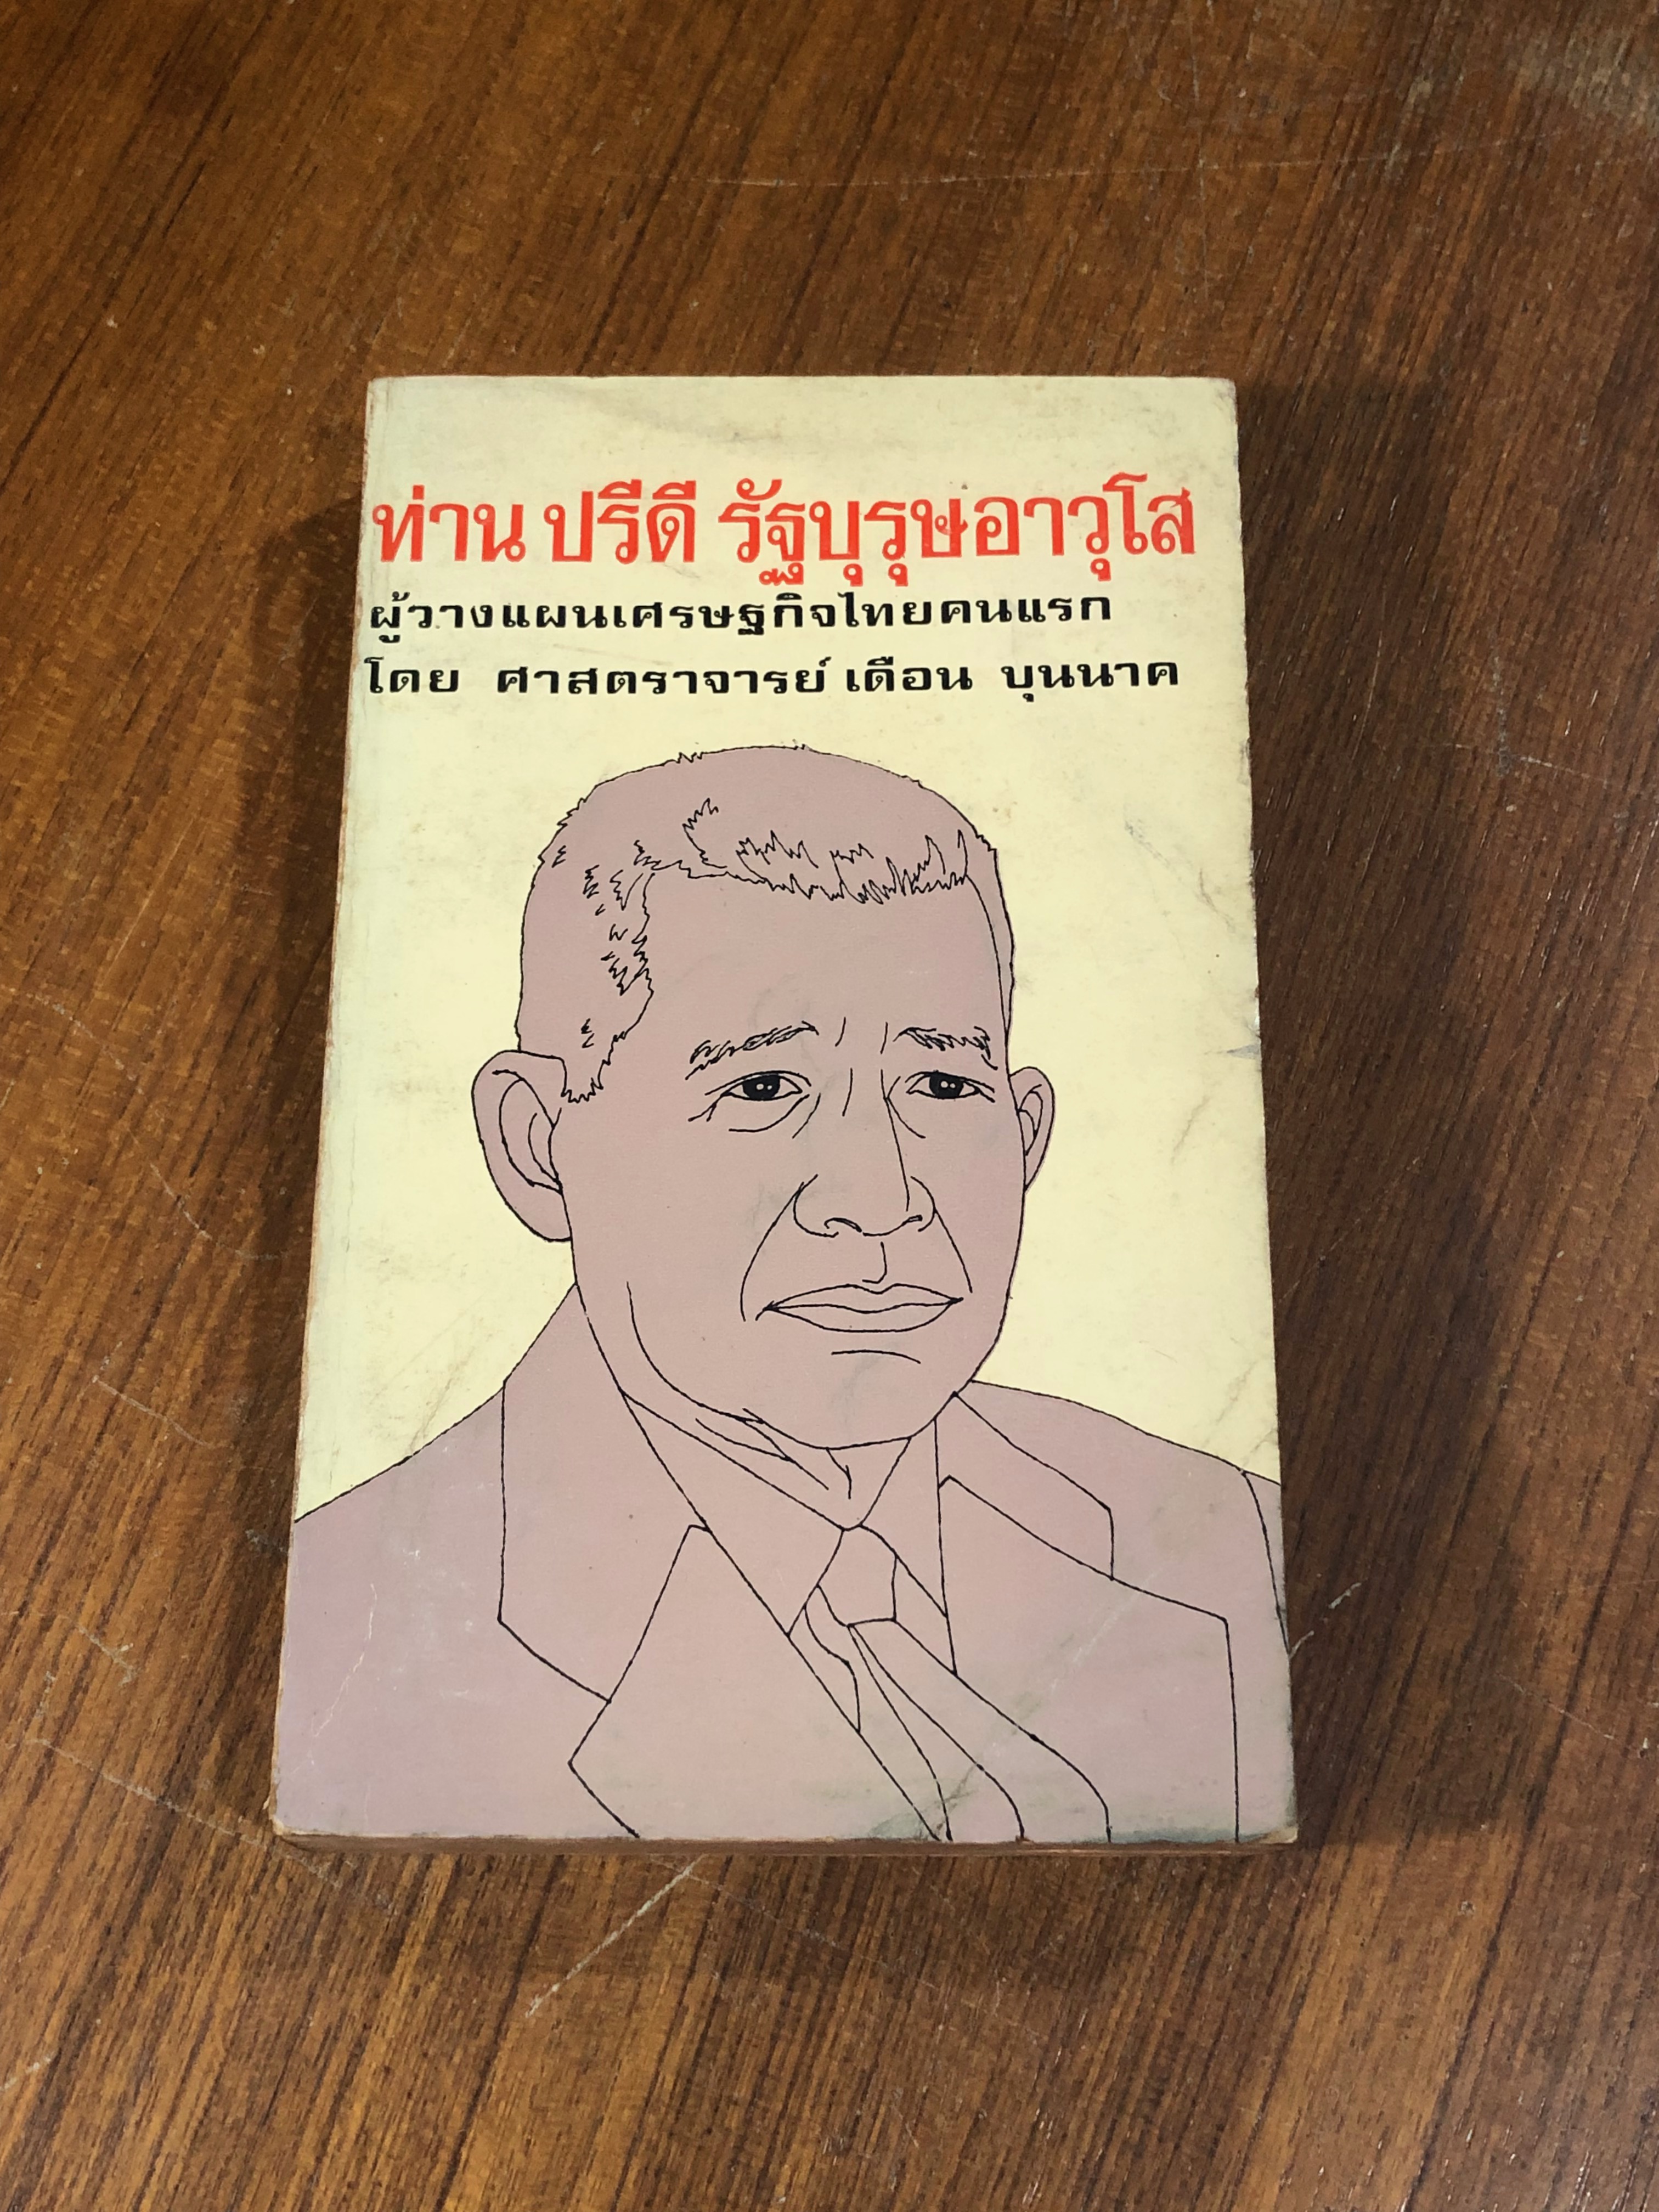 ท่าน ปรีดี รัฐบุรุษอาวุโส
ผู้วางแผนเศรษฐกิจไทยคนแรก
โดย ศาสตราจารย์ เดือน บุนนาค